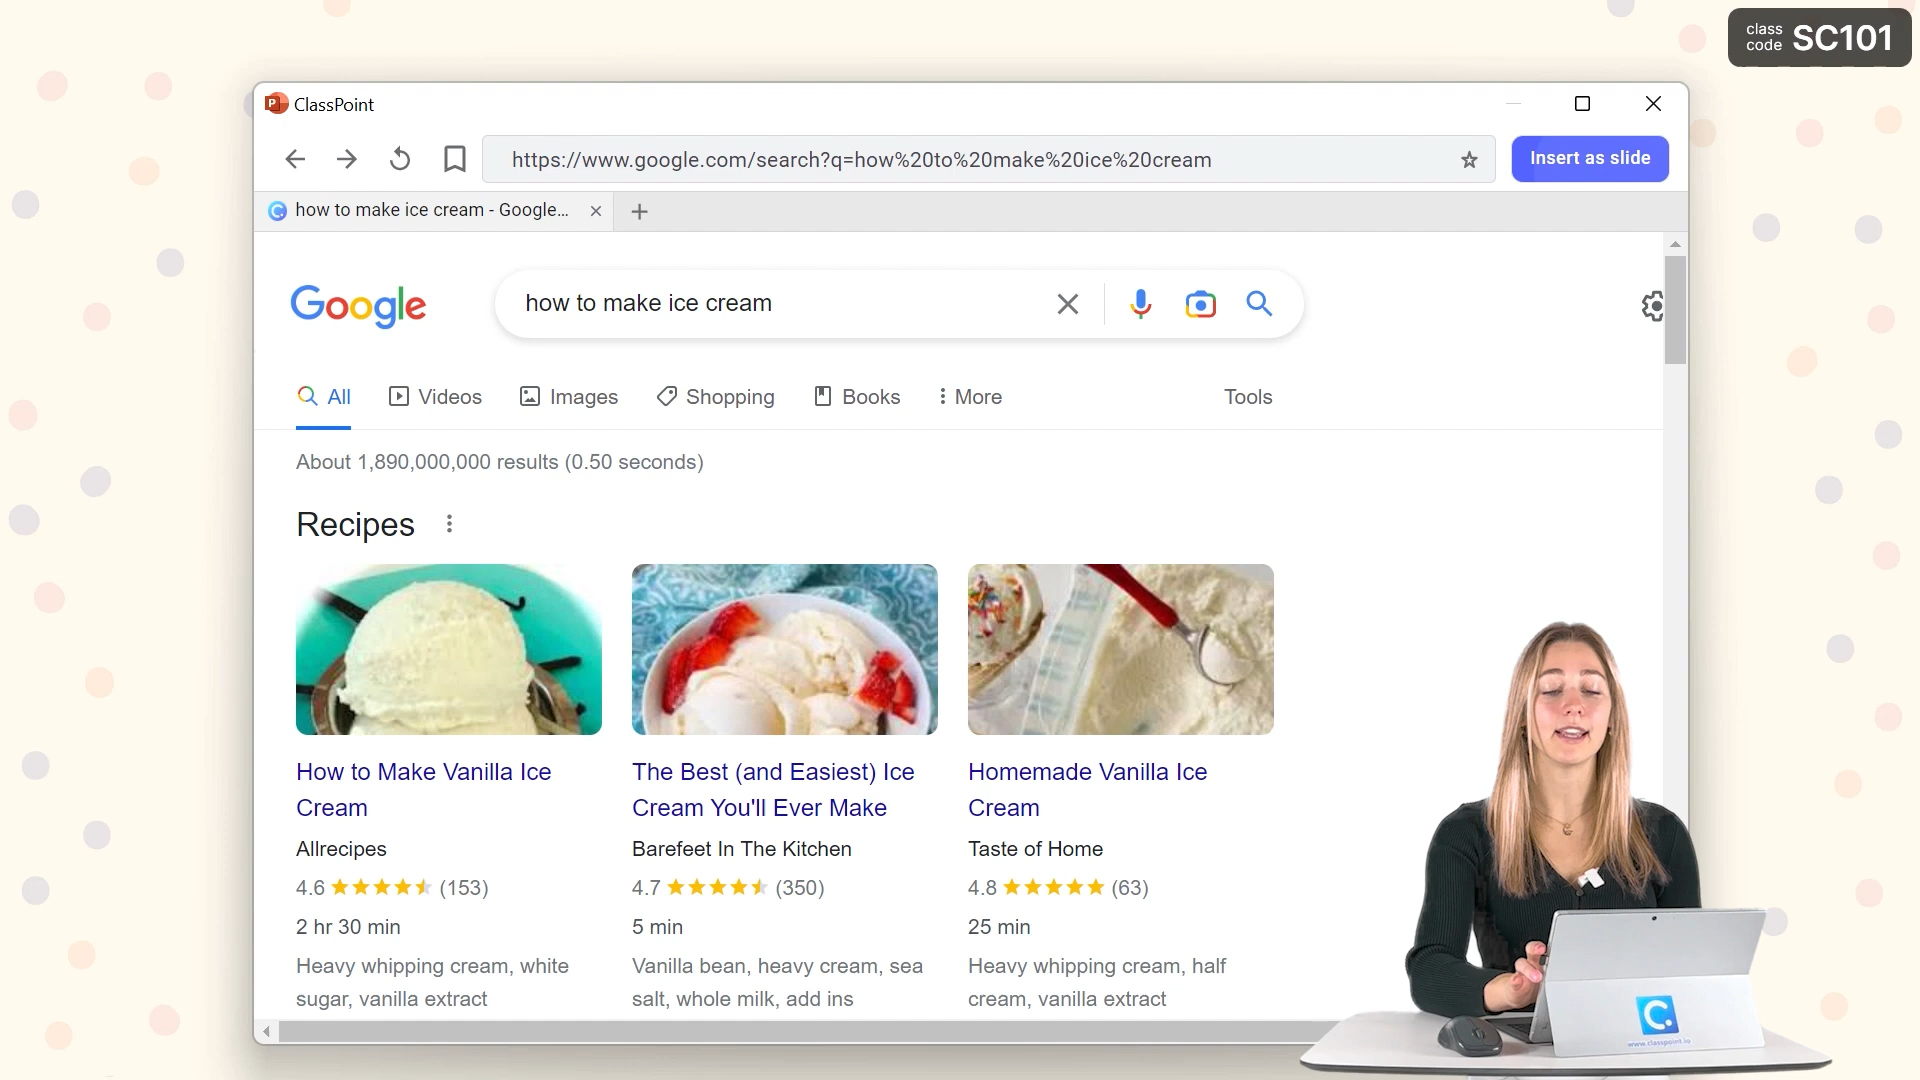 class
code SC101
ClassPoint
https://www.google.com/search?q=how%20to%20make%20ice%20cream
Insert as slide
how to make ice cream - Google...
Google
how to make ice cream
All Videos Images Shopping Books More Tools
About 1,890,000,000 results (0.50 seconds)
Recipes
How to Make Vanilla Ice
Cream
Allrecipes
4.6 (153)
2 hr 30 min
Heavy whipping cream, white
sugar, vanilla extract
The Best (and Easiest) Ice
Cream You'll Ever Make
Barefeet In The Kitchen
4.7 (350)
5 min
Vanilla bean, heavy cream, sea
salt, whole milk, add ins
Homemade Vanilla Ice
Cream
Taste of Home
4.8 (63)
25 min
Heavy whipping cream, half
cream, vanilla extract
C.
www.classpoint.io